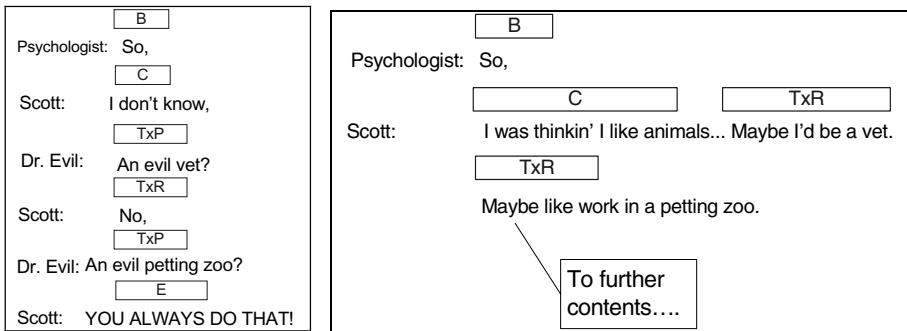 B
Psychologist: So,
C
Scott: I don't know,
TxP
Dr. Evil: An evil vet?
TxR
Scott: No,
TxP
Dr. Evil: An evil petting zoo?
E
Scott: YOU ALWAYS DO THAT!
B
Psychologist: So,
C TxR
Scott: I was thinkin' I like animals... Maybe I'd be a vet.
TxR
Maybe like work in a petting zoo.
To further
contents....